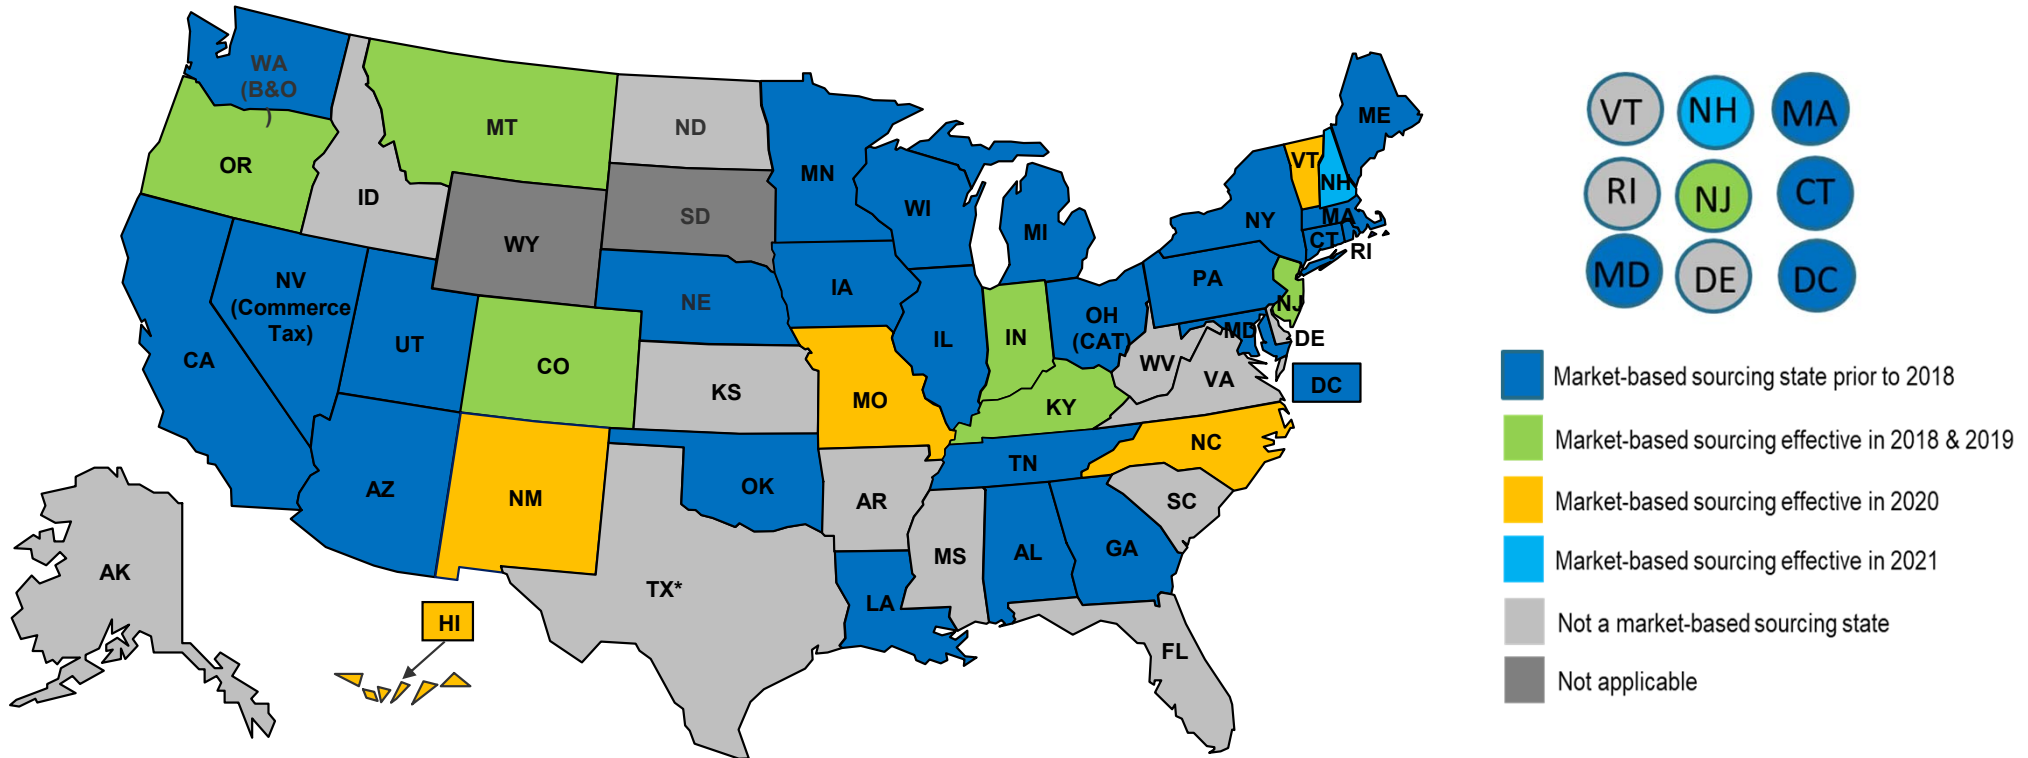 WA
(B&O
)
MT
ND
MN
ME
OR
ID
WY
SD
WI
MI
NY
VT
NH
MA
CT
RI
NV
(Commerce
Tax)
NE
IA
PA
NJ
CA
UT
CO
KS
MO
IL
IN
OH
(CAT)
WV
VA
MD
DE
DC
KY
NC
TN
AZ
NM
OK
AR
SC
MS
AL
GA
TX*
LA
FL
AK
HI
VT
NH
MA
RI
NJ
CT
MD
DE
DC
Market-based sourcing state prior to 2018
Market-based sourcing effective in 2018 & 2019
Market-based sourcing effective in 2020
Market-based sourcing effective in 2021
Not a market-based sourcing state
Not applicable